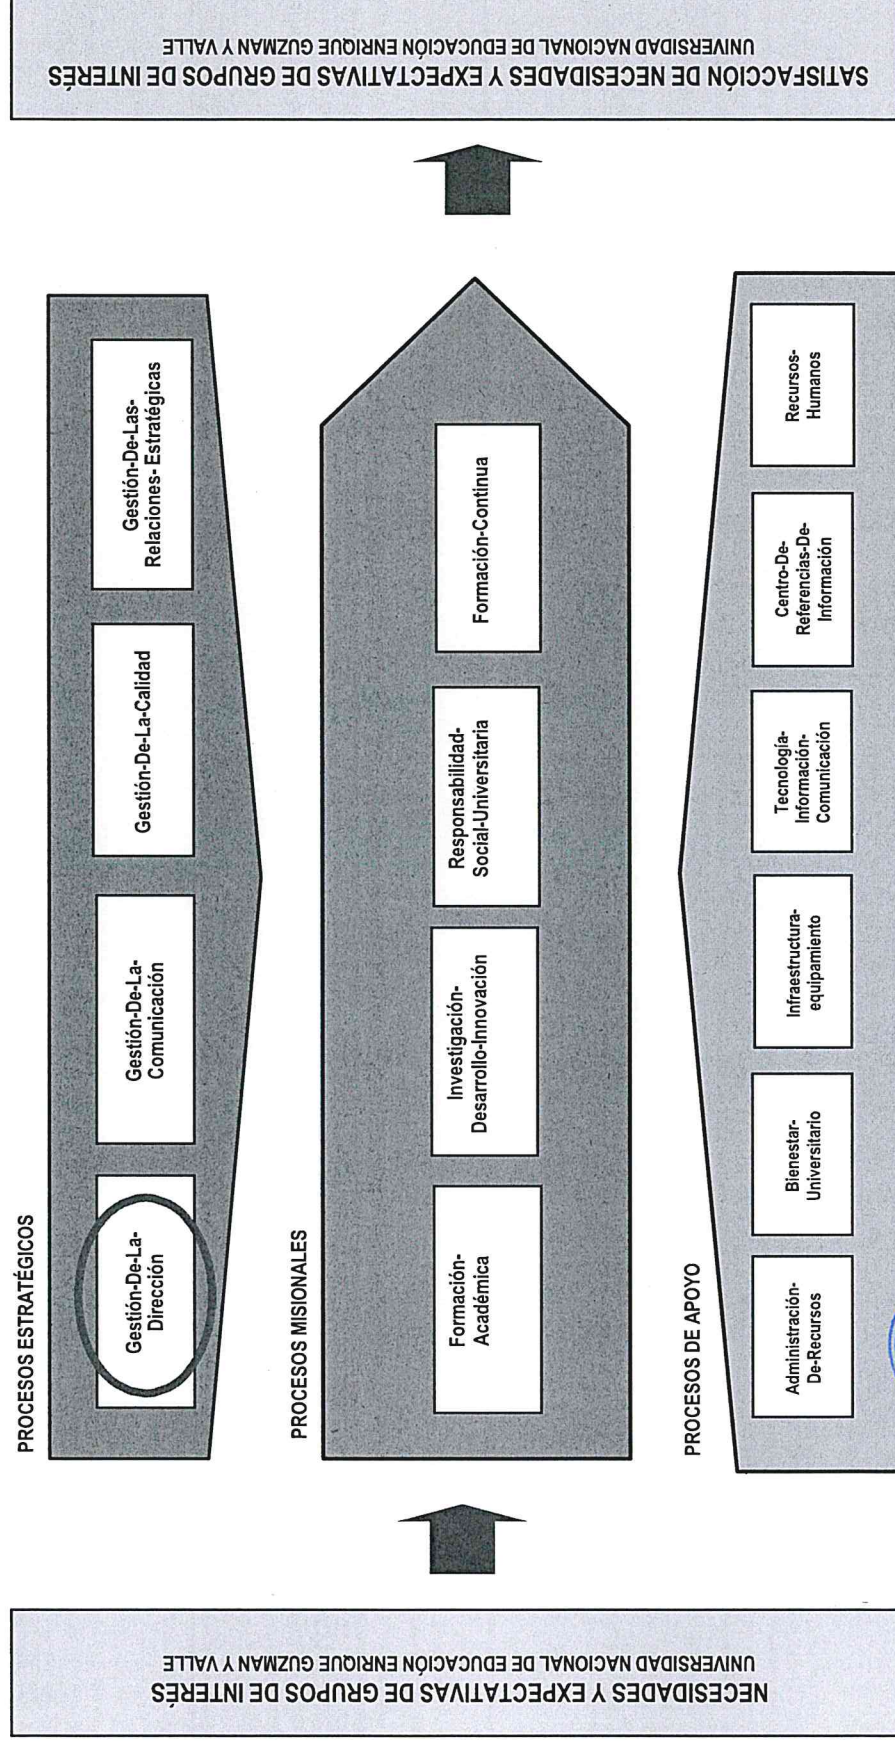 NECESIDADES Y EXPECTATIVAS DE GRUPOS DE INTERÉS
UNIVERSIDAD NACIONAL DE EDUCACIÓN ENRIQUE GUZMAN Y VALLE
PROCESOS ESTRATÉGICOS
Gestión-De-La-
Dirección
Gestión-De-La-
Comunicación
Gestión-De-La-Calidad
Gestión-De-Las-
Relaciones- Estratégicas
PROCESOS MISIONALES
Formación-
Académica
Investigación-
Desarrollo-Innovación
Responsabilidad-
Social-Universitaria
Formación-Continua
PROCESOS DE APOYO
Administración-
De-Recursos
Bienestar-
Universitario
Infraestructura-
equipamiento
Tecnología-
Información-
Comunicación
Centro-De-
Referencias-De-
Información
Recursos-
Humanos
SATISFACCIÓN DE NECESIDADES Y EXPECTATIVAS DE GRUPOS DE INTERÉS
UNIVERSIDAD NACIONAL DE EDUCACIÓN ENRIQUE GUZMAN Y VALLE